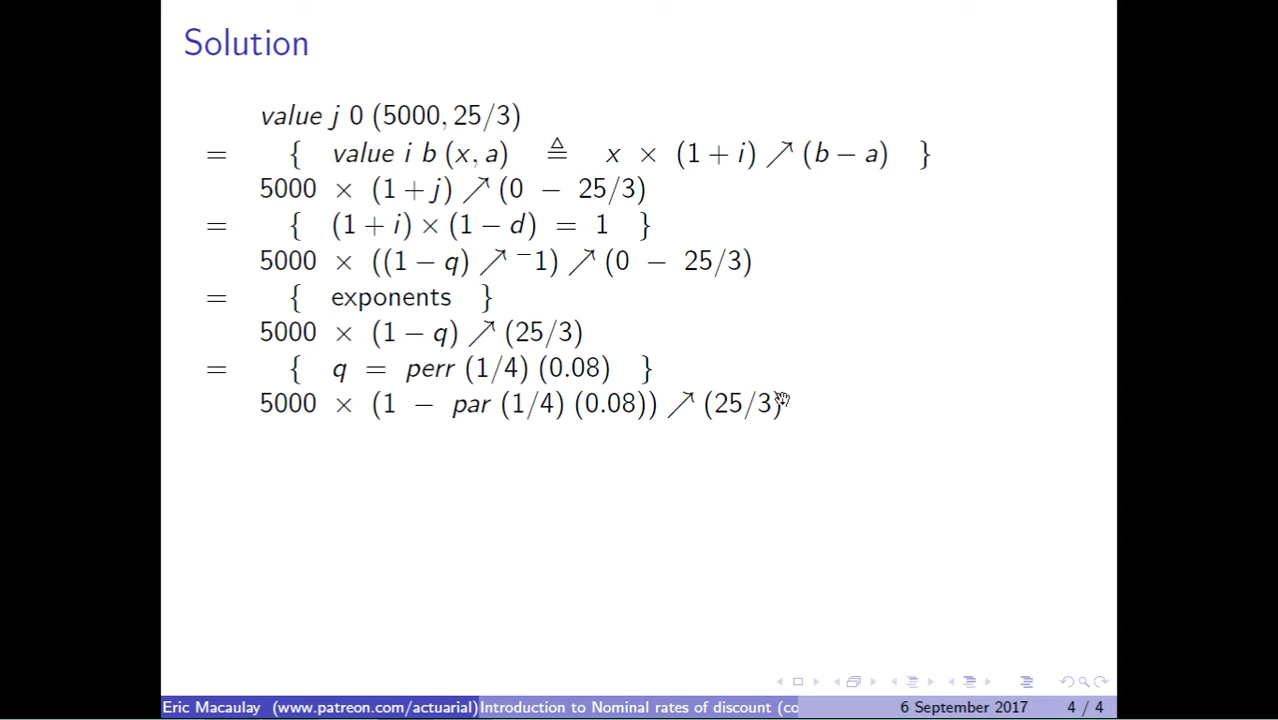 Solution
value j 0 (5000, 25/3)
= { value i b (x, a) ≜ x × (1 + i) ↗ (b − a) }
5000 × (1 + j) ↗ (0 − 25/3)
= { (1 + i) × (1 − d) = 1 }
5000 × ((1 − q) ↗ ⁻1) ↗ (0 − 25/3)
= { exponents }
5000 × (1 − q) ↗ (25/3)
= { q = perr (1/4) (0.08) }
5000 × (1 − par (1/4) (0.08)) ↗ (25/3)
Eric Macaulay (www.patreon.com/actuarial) Introduction to Nominal rates of discount (co 6 September 2017 4 / 4